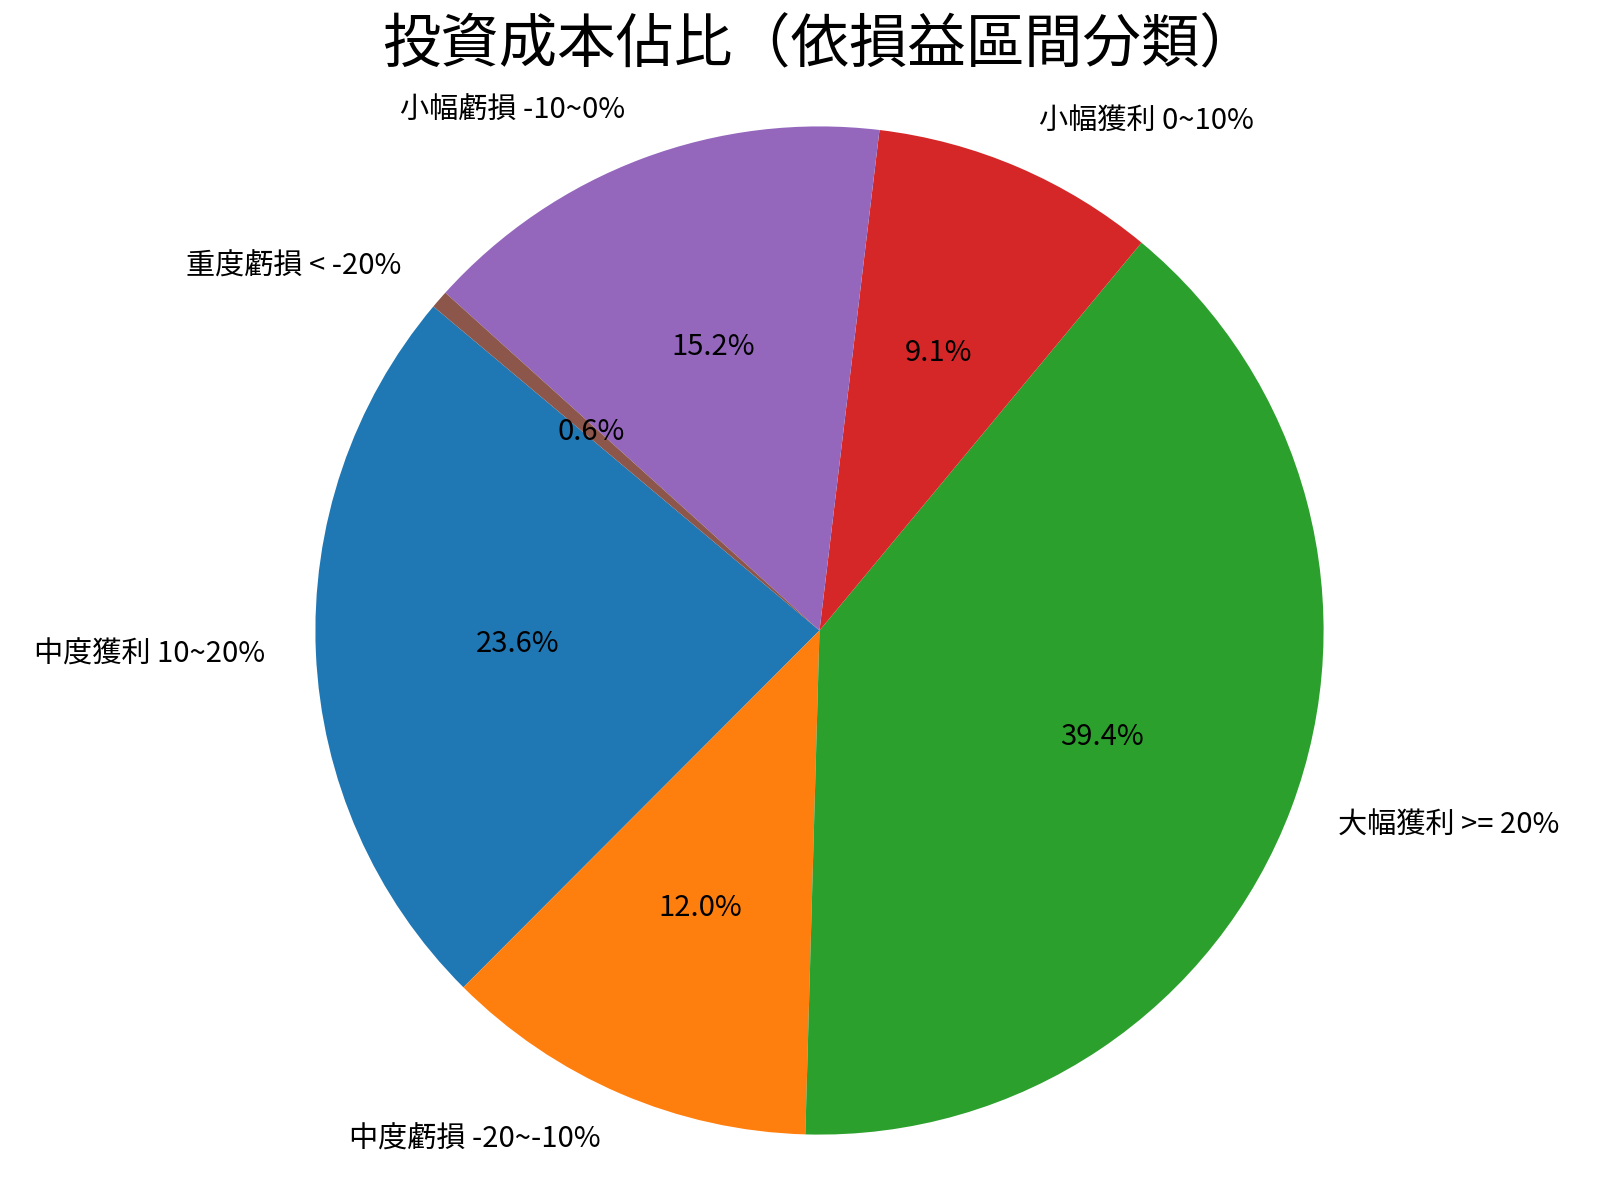 投資成本佔比（依損益區間分類）
小幅虧損 -10~0%
小幅獲利 0~10%
重度虧損 < -20%
15.2%
9.1%
0.6%
中度獲利 10~20%
23.6%
39.4%
大幅獲利 >= 20%
12.0%
中度虧損 -20~-10%